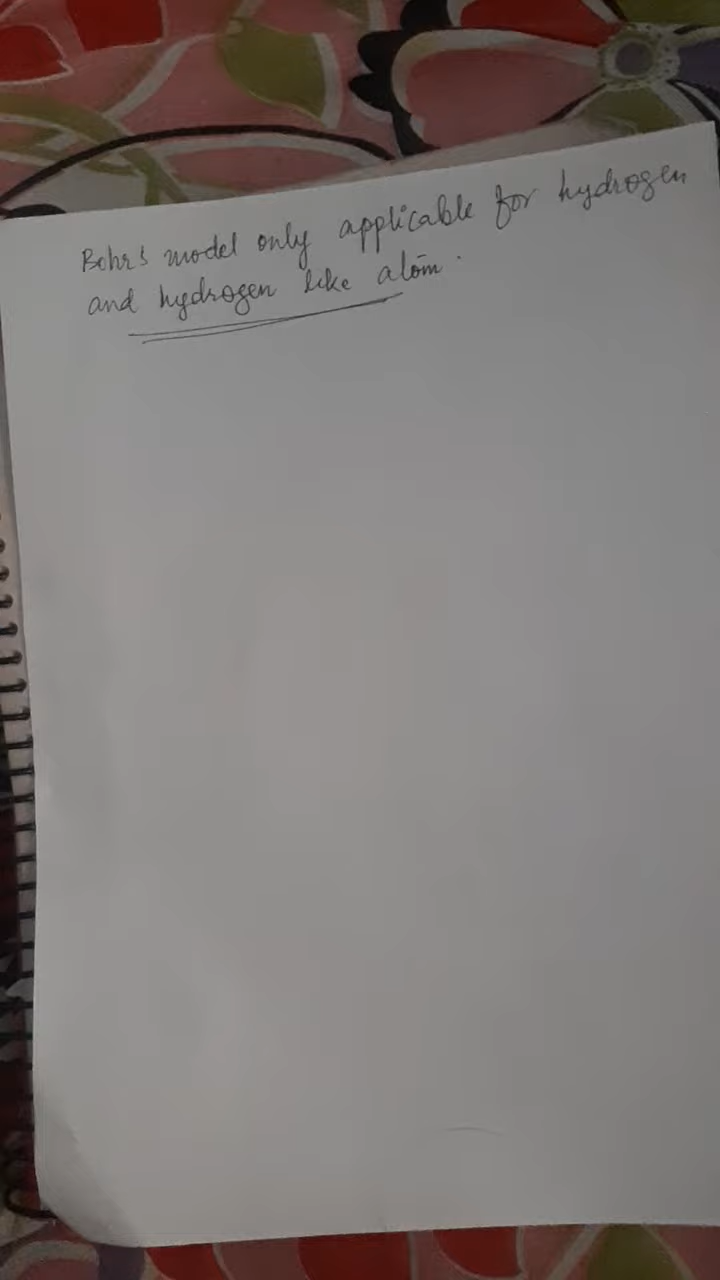 Bohr's model only applicable for hydrogen
and hydrogen like atom.